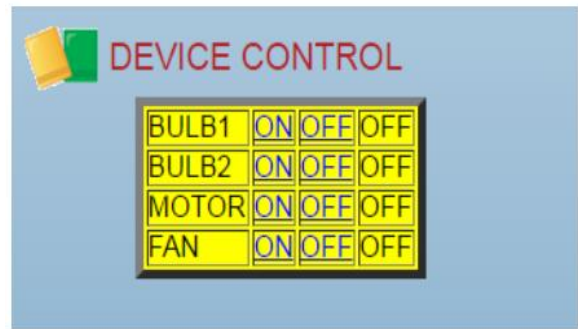 DEVICE CONTROL
BULB1 ON OFF OFF
BULB2 ON OFF OFF
MOTOR ON OFF OFF
FAN ON OFF OFF